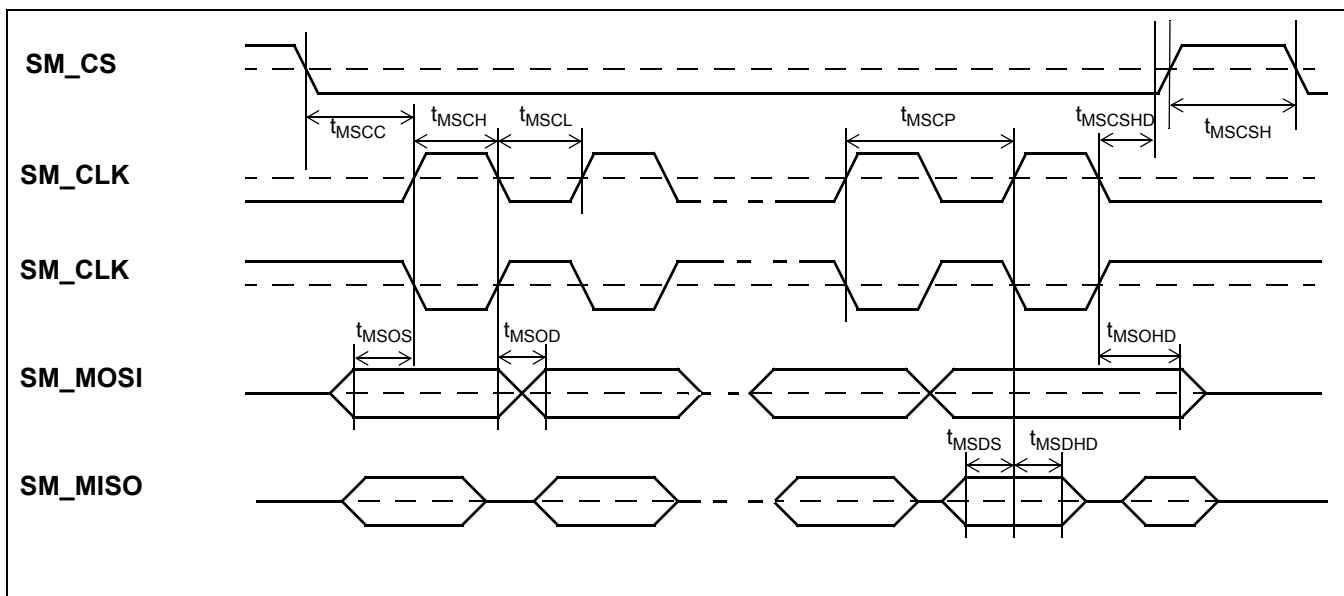 SM_CS
tMSCC
tMSCH
tMSCL
tMSCP
tMSCSHD
tMSCSH
SM_CLK
SM_CLK
tMSOS
tMSOD
tMSOHD
SM_MOSI
tMSDS
tMSDHD
SM_MISO